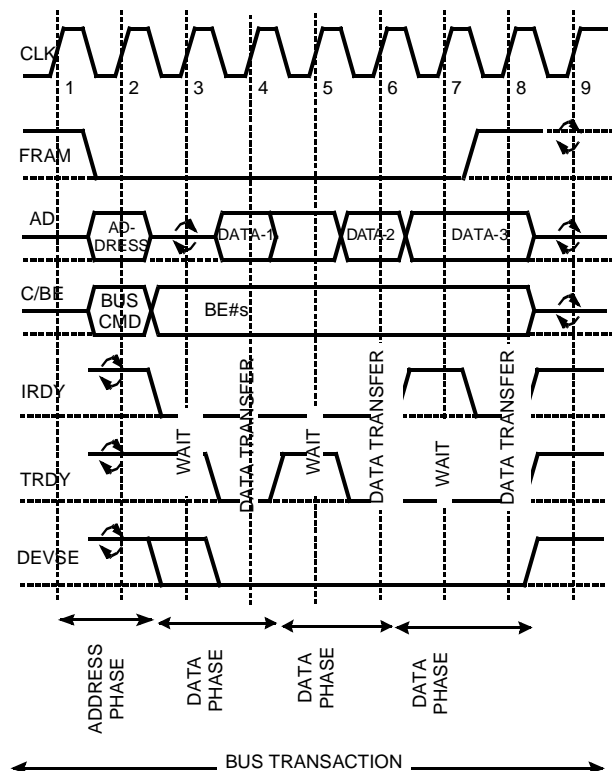 CLK
1 2 3 4 5 6 7 8 9
FRAM
AD
AD-
DRESS
DATA-1
DATA-2
DATA-3
C/BE
BUS
CMD
BE#s
IRDY
TRDY
WAIT
DATA TRANSFER
WAIT
DATA TRANSFER
WAIT
DATA TRANSFER
DEVSE
ADDRESS
PHASE
DATA
PHASE
DATA
PHASE
DATA
PHASE
BUS TRANSACTION